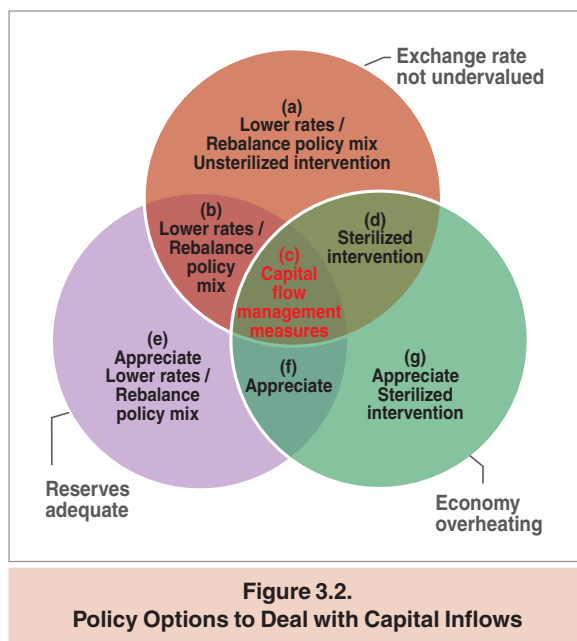 Exchange rate
not undervalued
(a)
Lower rates /
Rebalance policy mix
Unsterilized intervention
(b)
Lower rates /
Rebalance
policy
mix
(d)
Sterilized
intervention
(c)
Capital
flow
management
measures
(e)
Appreciate
Lower rates /
Rebalance
policy mix
(f)
Appreciate
(g)
Appreciate
Sterilized
intervention
Reserves
adequate
Economy
overheating
Figure 3.2.
Policy Options to Deal with Capital Inflows